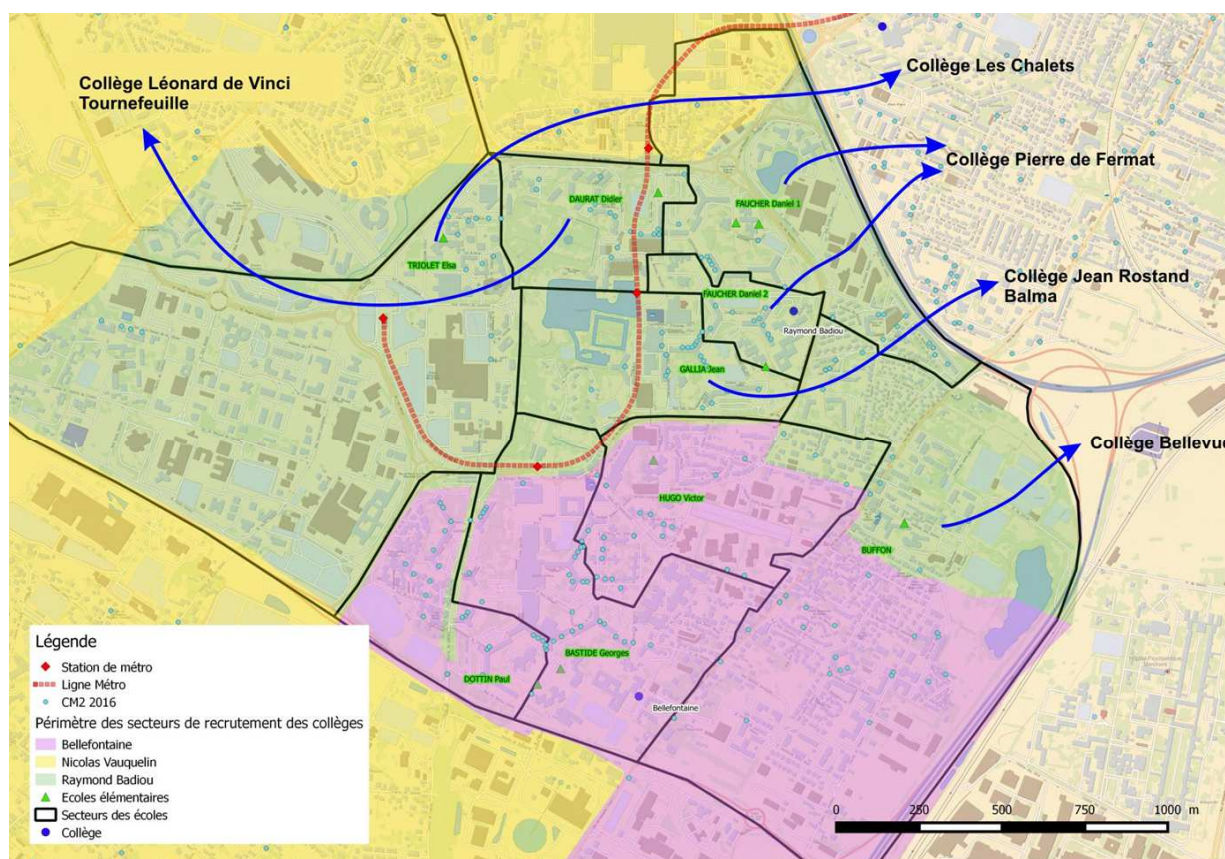 Collège Léonard de Vinci
Tournefeuille
Collège Les Chalets
Collège Pierre de Fermat
Collège Jean Rostand
Balma
Collège Bellevue
DAURAT Didier
FAUCHER Daniel 1
TRIOLET Elsa
FAUCHER Daniel 2
Raymond Badiou
GALLIA Jean
HUGO Victor
BUFFON
BASTIDE Georges
DOTTIN Paul
Bellefontaine
Légende
Station de métro
Ligne Métro
CM2 2016
Périmètre des secteurs de recrutement des collèges
Bellefontaine
Nicolas Vauquelin
Raymond Badiou
Ecoles élémentaires
Secteurs des écoles
Collège
0 250 500 750 1000 m